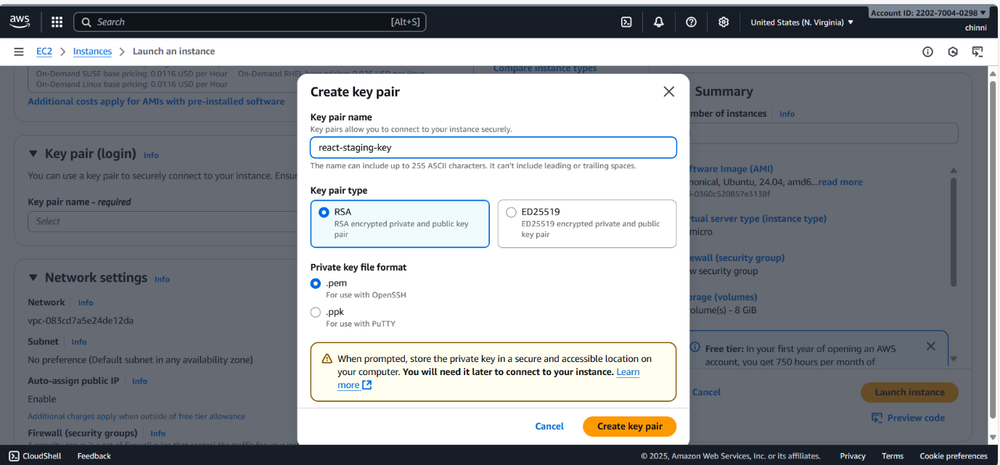 aws
Search
[Alt+S]
United States (N. Virginia) ▼
Account ID: 2202-7004-0298 ▼
chinni
EC2 > Instances > Launch an instance
On-Demand SUSE base pricing: 0.0116 USD per Hour On-Demand RHEL base pricing: 0.026 USD per Hour
On-Demand Linux base pricing: 0.0116 USD per Hour
Additional costs apply for AMIs with pre-installed software
Compare instance types
▼ Key pair (login) Info
You can use a key pair to securely connect to your instance. Ensur
Key pair name - required
Select
▼ Network settings Info
Network Info
vpc-083cd7a5e24de12da
Subnet Info
No preference (Default subnet in any availability zone)
Auto-assign public IP Info
Enable
Additional charges apply when outside of free tier allowance
Firewall (security groups) Info
A security group is a set of firewall rules that control the traffic for your
Create key pair
Key pair name
Key pairs allow you to connect to your instance securely.
react-staging-key
The name can include up to 255 ASCII characters. It can't include leading or trailing spaces.
Key pair type
RSA
RSA encrypted private and public key
pair
ED25519
ED25519 encrypted private and public
key pair
Private key file format
.pem
For use with OpenSSH
.ppk
For use with PuTTY
When prompted, store the private key in a secure and accessible location on
your computer. You will need it later to connect to your instance. Learn
more
Cancel
Create key pair
Summary
mber of instances Info
ftware Image (AMI)
nonical, Ubuntu, 24.04, amd6...read more
i-0360c520857e3138f
rtual server type (instance type)
micro
ewall (security group)
w security group
orage (volumes)
olume(s) - 8 GiB
Free tier: In your first year of opening an AWS
account, you get 750 hours per month of
Cancel
Launch instance
Preview code
CloudShell
Feedback
© 2025, Amazon Web Services, Inc. or its affiliates.
Privacy
Terms
Cookie preferences